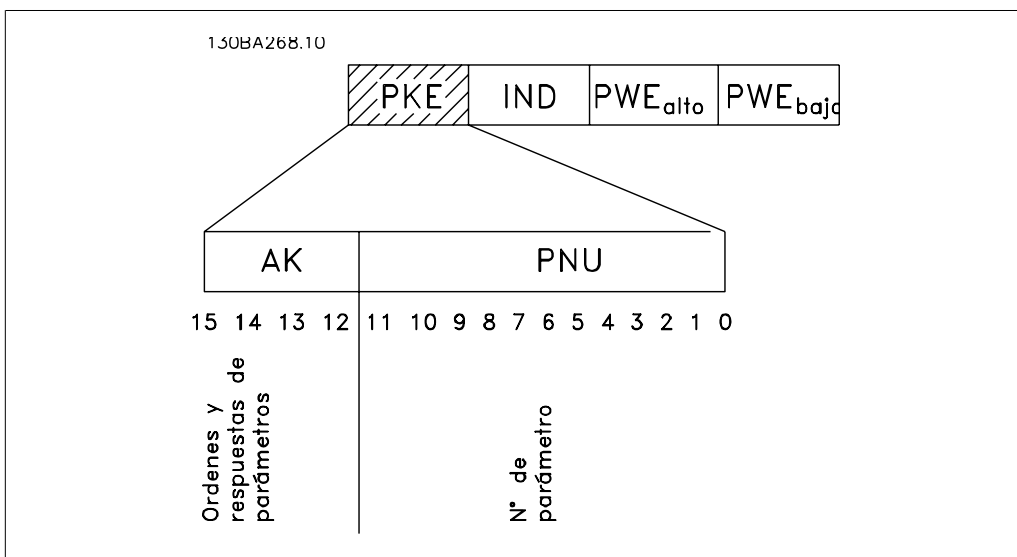 130BA268.10
PKE IND PWEalto PWEbajo
AK PNU
15 14 13 12 11 10 9 8 7 6 5 4 3 2 1 0
Ordenes y
respuestas de
parámetros
N° de
parámetro